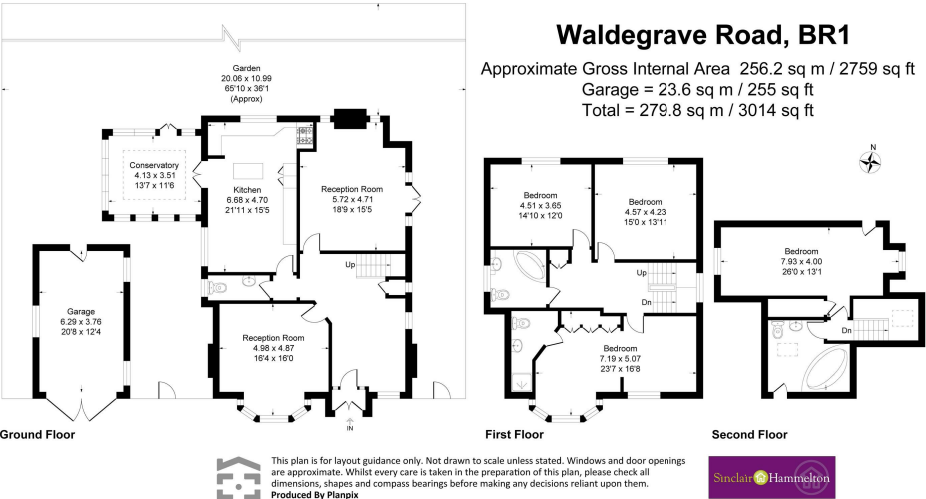 Waldegrave Road, BR1
Approximate Gross Internal Area 256.2 sq m / 2759 sq ft
Garage = 23.6 sq m / 255 sq ft
Total = 279.8 sq m / 3014 sq ft
N
Garden
20.06 x 10.99
65'10 x 36'1
(Approx)
Conservatory
4.13 x 3.51
13'7 x 11'6
Kitchen
6.68 x 4.70
21'11 x 15'5
Reception Room
5.72 x 4.71
18'9 x 15'5
Up
Garage
6.29 x 3.76
20'8 x 12'4
Reception Room
4.98 x 4.87
16'4 x 16'0
IN
Ground Floor
Bedroom
4.51 x 3.65
14'10 x 12'0
Bedroom
4.57 x 4.23
15'0 x 13'11
Up
Dn
Bedroom
7.19 x 5.07
23'7 x 16'8
First Floor
Bedroom
7.93 x 4.00
26'0 x 13'1
Dn
Second Floor
This plan is for layout guidance only. Not drawn to scale unless stated. Windows and door openings
are approximate. Whilst every care is taken in the preparation of this plan, please check all
dimensions, shapes and compass bearings before making any decisions reliant upon them.
Produced By Planpix
Sinclair Hammelton